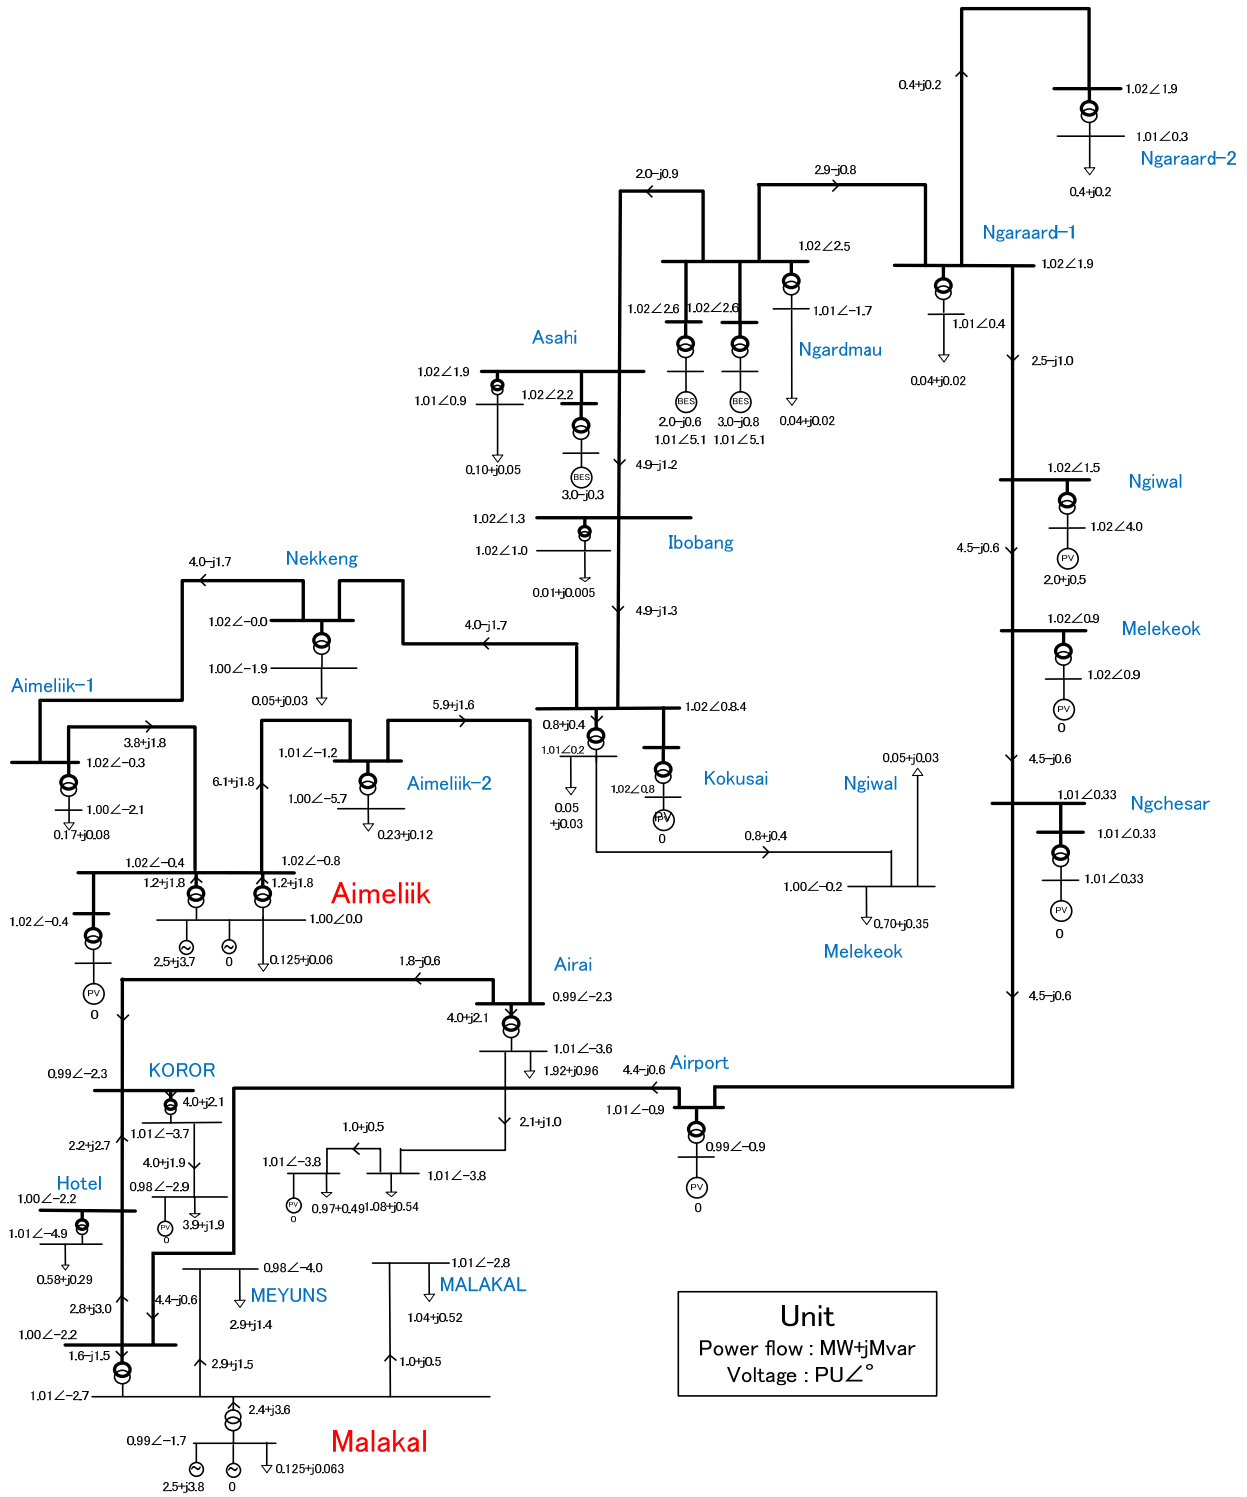 0.4+j0.2
1.02∠1.9
1.01∠0.3
Ngaraard-2
0.4+j0.2
2.0-j0.9
2.9-j0.8
Ngaraard-1
1.02∠2.5
1.02∠1.9
1.02∠2.6
1.02∠2.6
1.01∠-1.7
1.01∠0.4
Asahi
Ngardmau
2.5-j1.0
1.02∠1.9
0.04+j0.02
1.01∠0.9
1.02∠2.2
BES
BES
2.0-j0.6
3.0-j0.8
0.04+j0.02
1.01∠5.1
1.01∠5.1
0.10+j0.05
4.9-j1.2
1.02∠1.5
BES
Ngiwal
3.0-j0.3
1.02∠1.3
1.02∠4.0
Ibobang
1.02∠1.0
4.5-j0.6
Nekkeng
4.0-j1.7
PV
2.0+j0.5
0.01+j0.005
4.9-j1.3
1.02∠-0.0
4.0-j1.7
1.02∠0.9
Melekeok
1.00∠-1.9
1.02∠0.9
Aimeliik-1
0.05+j0.03
5.9+j1.6
1.02∠0.8.4
PV
0
0.8+j0.4
3.8+j1.8
1.01∠-1.2
1.01∠0.2
0.05+j0.03
4.5-j0.6
1.02∠-0.3
6.1+j1.8
Aimeliik-2
Kokusai
Ngiwal
1.02∠0.8
1.00∠-5.7
1.01∠0.33
Ngchesar
1.00∠-2.1
0.05
+j0.03
PV
0
0.17+j0.08
0.23+j0.12
0.8+j0.4
1.01∠0.33
1.02∠-0.4
1.02∠-0.8
1.2+j1.8
1.2+j1.8
Aimeliik
1.00∠-0.2
1.01∠0.33
1.02∠-0.4
1.00∠0.0
0.70+j0.35
PV
0
2.5+j3.7
0
0.125+j0.06
Melekeok
1.8-j0.6
Airai
PV
0
0.99∠-2.3
4.5-j0.6
4.0+j2.1
1.01∠-3.6
Airport
KOROR
0.99∠-2.3
1.92+j0.96
4.4-j0.6
4.0+j2.1
1.01∠-0.9
2.1+j1.0
1.01∠-3.7
1.0+j0.5
0.99∠-0.9
2.2+j2.7
4.0+j1.9
1.01∠-3.8
1.01∠-3.8
Hotel
0.98∠-2.9
PV
0
1.00∠-2.2
PV
0
0.97+j0.49
1.08+j0.54
PV
0
3.9+j1.9
1.01∠-4.9
0.58+j0.29
0.98∠-4.0
1.01∠-2.8
MEYUNS
MALAKAL
2.8+j3.0
4.4-j0.6
2.9+j1.4
1.04+j0.52
1.00∠-2.2
1.6-j1.5
2.9+j1.5
1.0+j0.5
1.01∠-2.7
2.4+j3.6
0.99∠-1.7
Malakal
0.125+j0.063
2.5+j3.8
0
Unit
Power flow : MW+jMvar
Voltage : PU∠°